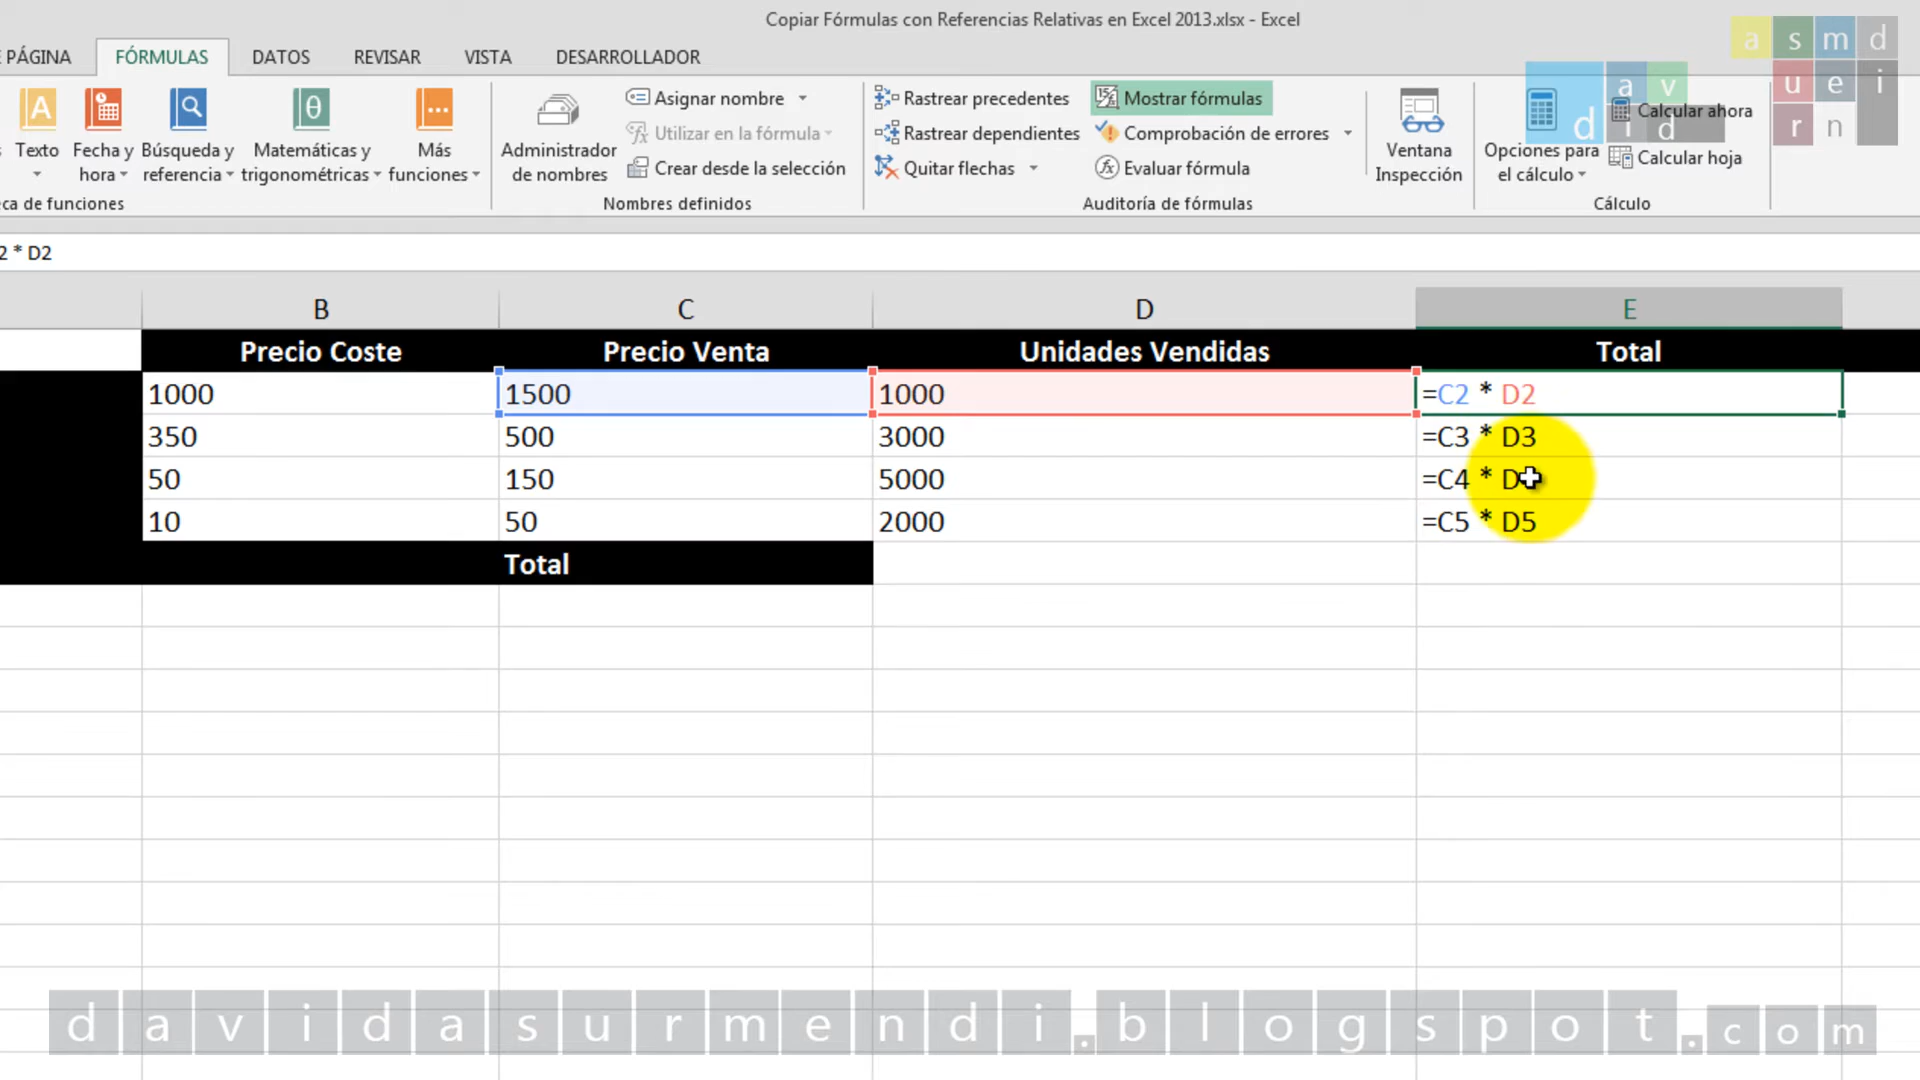 Copiar Fórmulas con Referencias Relativas en Excel 2013.xlsx - Excel
PÁGINA FÓRMULAS DATOS REVISAR VISTA DESARROLLADOR
Texto
Fecha y hora
Búsqueda y referencia
Matemáticas y trigonométricas
Más funciones
Administrador de nombres
Asignar nombre
Utilizar en la fórmula
Crear desde la selección
Nombres definidos
Rastrear precedentes
Rastrear dependientes
Quitar flechas
Mostrar fórmulas
Comprobación de errores
Evaluar fórmula
Auditoría de fórmulas
Ventana Inspección
Opciones para el cálculo
Calcular ahora
Calcular hoja
Cálculo
de funciones
david
asurmendi
2 * D2
B C D E
Precio Coste Precio Venta Unidades Vendidas Total
1000 1500 1000 =C2 * D2
350 500 3000 =C3 * D3
50 150 5000 =C4 * D
10 50 2000 =C5 * D5
Total
davidasurmendi.blogspot.com